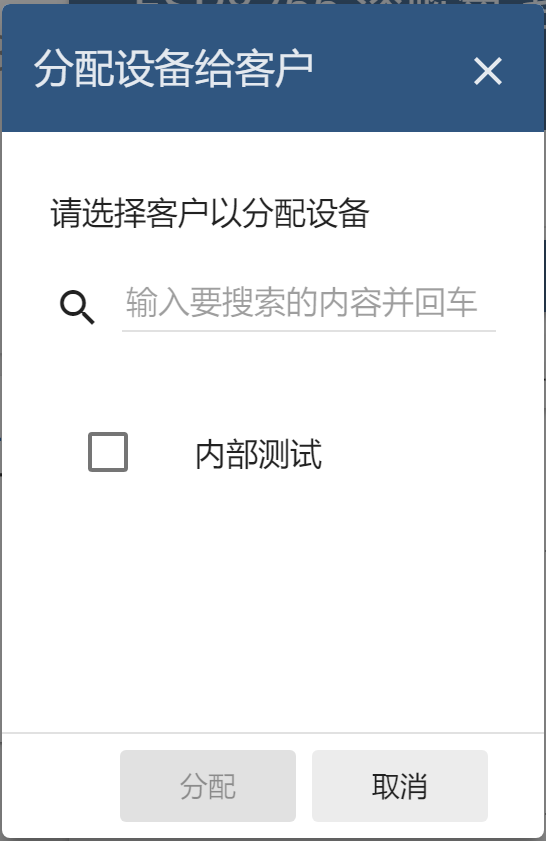 分配设备给客户
请选择客户以分配设备
输入要搜索的内容并回车
内部测试
分配
取消